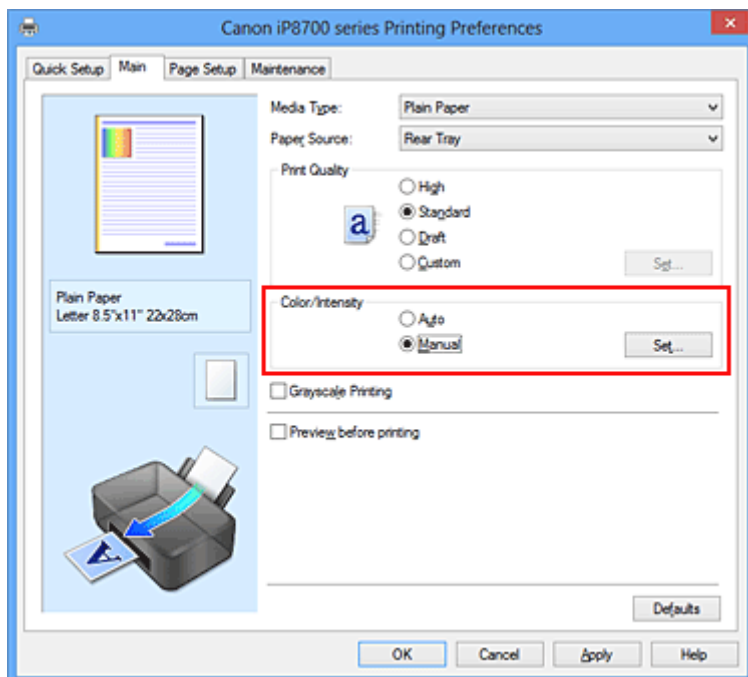 Canon iP8700 series Printing Preferences
Quick Setup Main Page Setup Maintenance
Media Type: Plain Paper
Paper Source: Rear Tray
Print Quality
High
a Standard
Draft
Custom Set...
Plain Paper
Letter 8.5"x11" 22x28cm
Color/Intensity
Auto
Manual Set...
Grayscale Printing
Preview before printing
A
Defaults
OK Cancel Apply Help